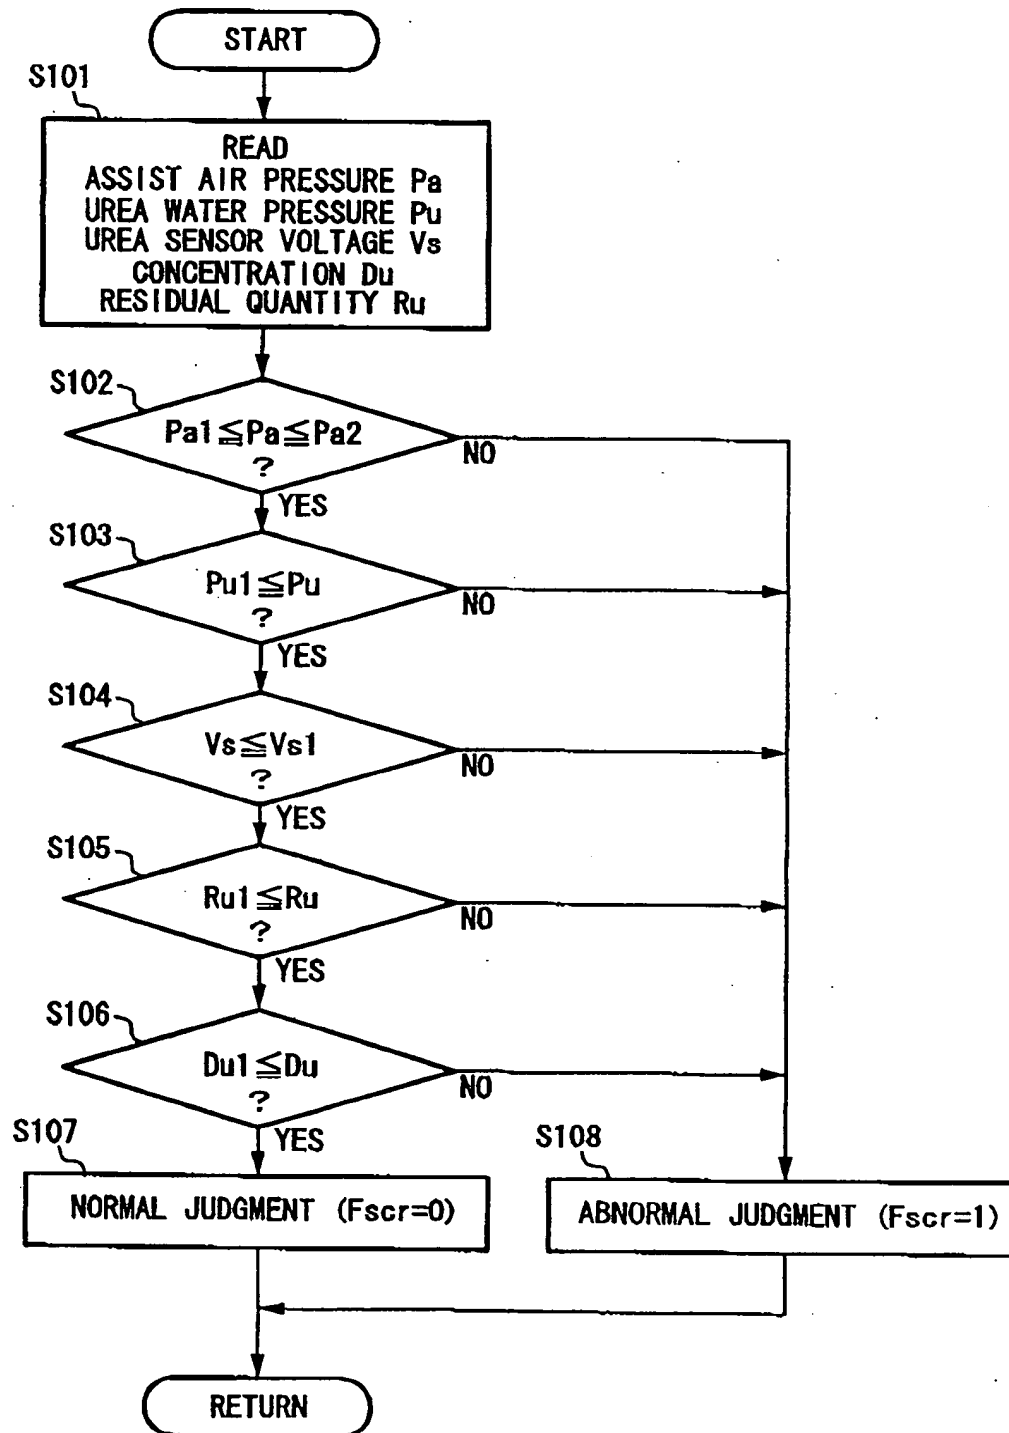 START
S101
READ
ASSIST AIR PRESSURE Pa
UREA WATER PRESSURE Pu
UREA SENSOR VOLTAGE Vs
CONCENTRATION Du
RESIDUAL QUANTITY Ru
S102
Pa1≦Pa≦Pa2
?
NO
YES
S103
Pu1≦Pu
?
NO
YES
S104
Vs≦Vs1
?
NO
YES
S105
Ru1≦Ru
?
NO
YES
S106
Du1≦Du
?
NO
YES
S107
NORMAL JUDGMENT (Fscr=0)
S108
ABNORMAL JUDGMENT (Fscr=1)
RETURN